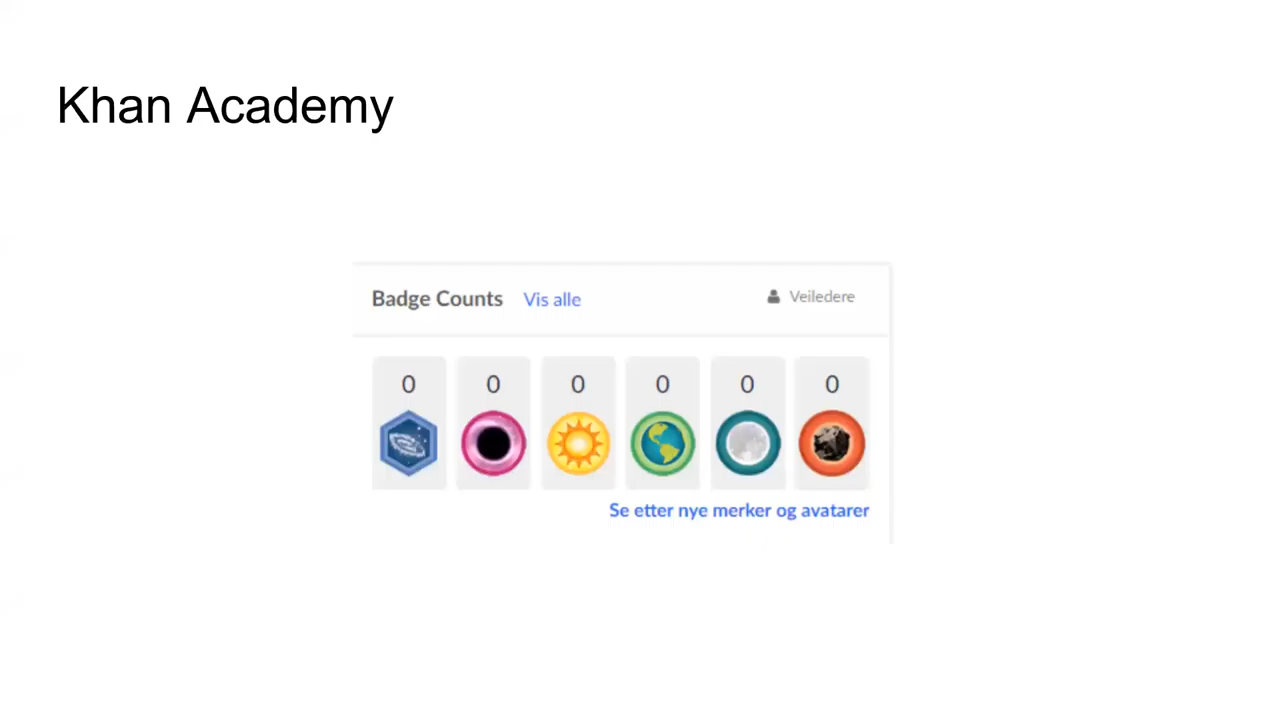 Khan Academy
Badge Counts Vis alle Veiledere
0 0 0 0 0 0
Se etter nye merker og avatarer